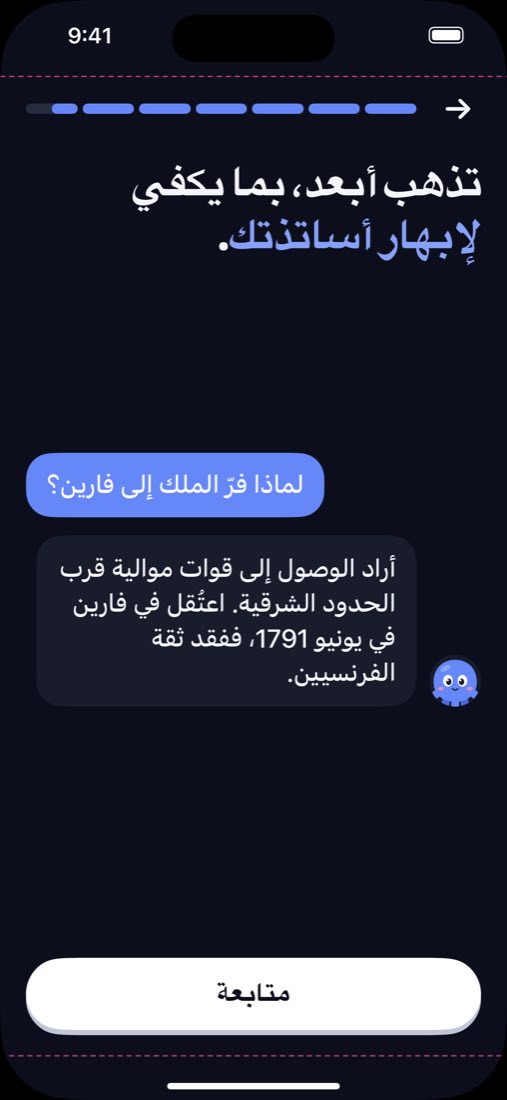 9:41
تذهب أبعد، بما يكفي
لإبهار أساتذتك.
لماذا فرّ الملك إلى فارين؟
أراد الوصول إلى قوات موالية قرب
الحدود الشرقية. اعتُقل في فارين
في يونيو 1791، ففقد ثقة
الفرنسيين.
متابعة